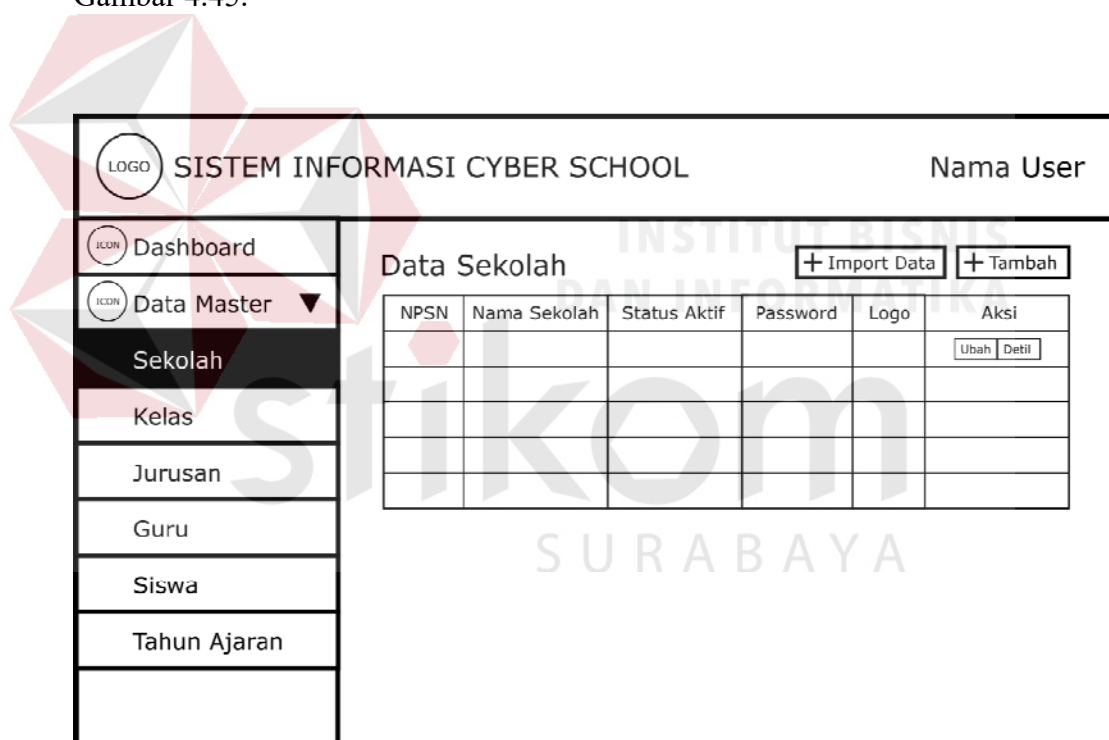 Gambar 4.45.
LOGO SISTEM INFORMASI CYBER SCHOOL Nama User
ICON Dashboard
ICON Data Master
Sekolah
Kelas
Jurusan
Guru
Siswa
Tahun Ajaran
Data Sekolah + Import Data + Tambah
NPSN Nama Sekolah Status Aktif Password Logo Aksi
Ubah Detil
INSTITUT BISNIS
DAN INFORMATIKA
stikom
SURABAYA